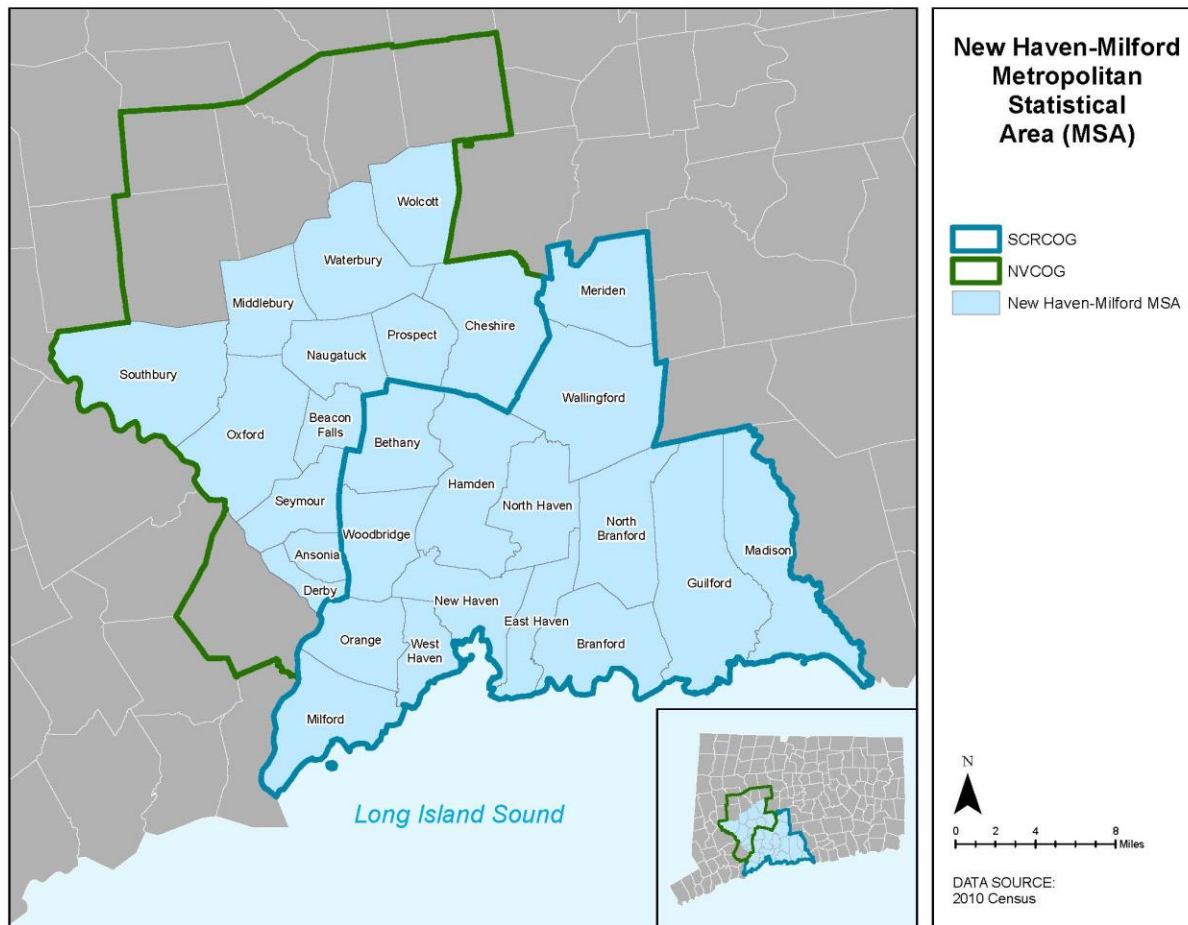 New Haven-Milford
Metropolitan
Statistical
Area (MSA)
SCRCOG
NVCOG
New Haven-Milford MSA
Wolcott
Waterbury
Meriden
Middlebury
Cheshire
Prospect
Naugatuck
Southbury
Wallingford
Beacon
Falls
Oxford
Bethany
Hamden
Seymour
North Haven
North
Branford
Woodbridge
Madison
Ansonia
Guilford
Derby
New Haven
East Haven
Orange
West
Haven
Branford
Milford
Long Island Sound
N
0 2 4 8
Miles
DATA SOURCE:
2010 Census